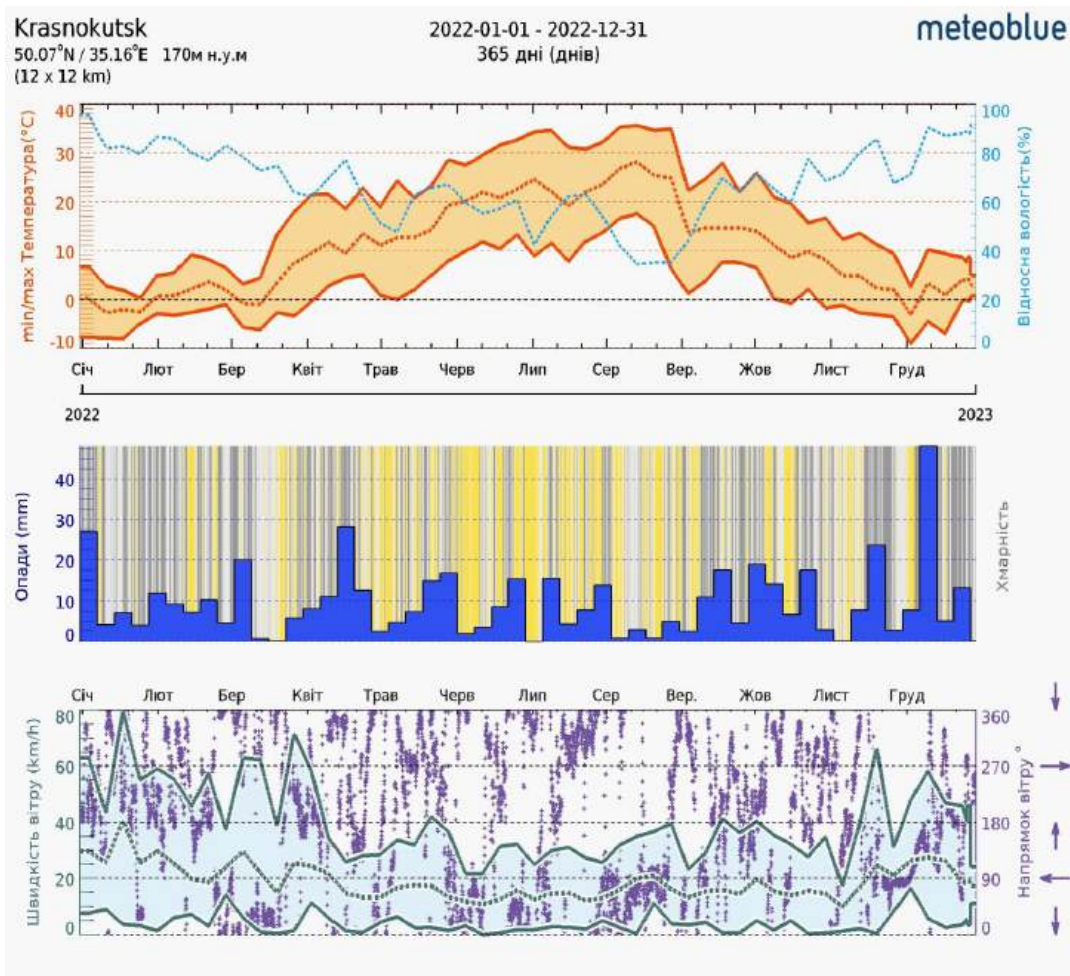 Krasnokutsk
50.07°N / 35.16°E 170м н.у.м
(12 x 12 km)
2022-01-01 - 2022-12-31
365 дні (днів)
meteoblue
min/max Температура(°C)
40
30
20
10
0
-10
100
80
60
40
20
0
Відносна вологість(%)
Січ Лют Бер Квіт Трав Черв Лип Сер Вер. Жов Лист Груд
2022 2023
Опади (mm)
40
30
20
10
0
Хмарність
Січ Лют Бер Квіт Трав Черв Лип Сер Вер. Жов Лист Груд
Швидкість вітру (km/h)
80
60
40
20
0
360
270
180
90
0
Напрямок вітру °